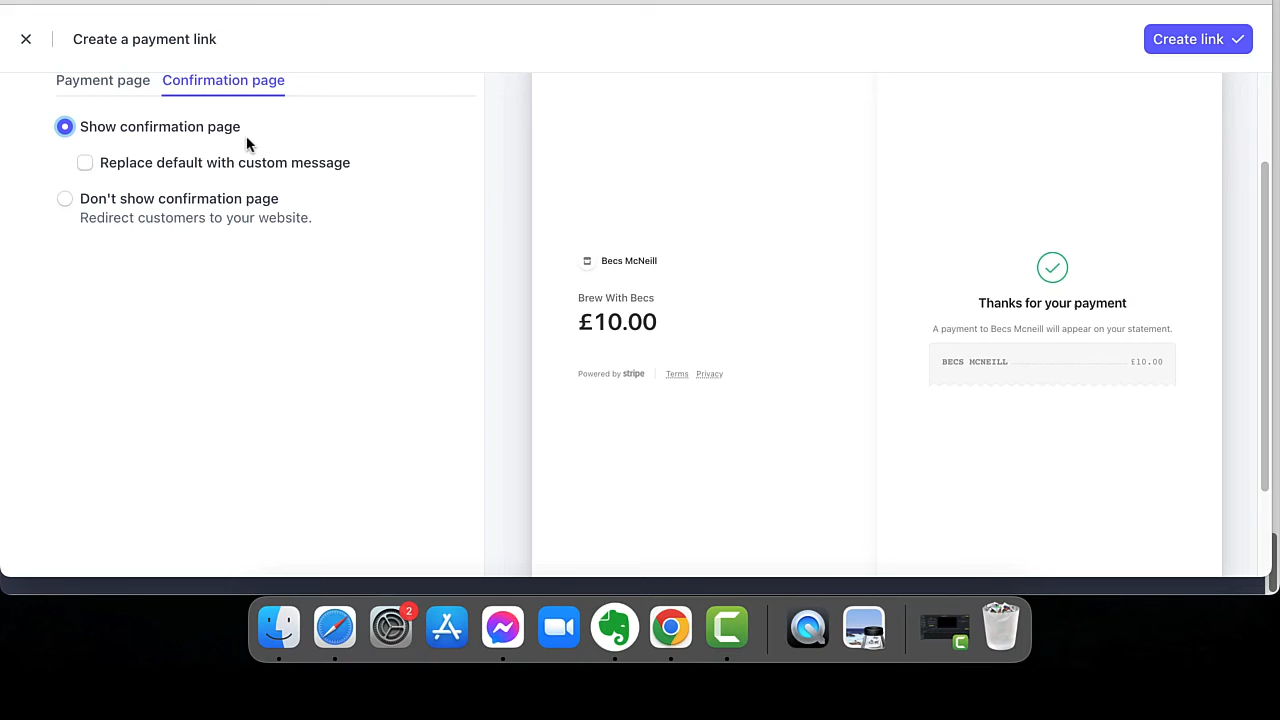 Create a payment link
Create link
Payment page
Confirmation page
Show confirmation page
Replace default with custom message
Don't show confirmation page
Redirect customers to your website.
Becs McNeill
Brew With Becs
£10.00
Powered by stripe
Terms
Privacy
Thanks for your payment
A payment to Becs Mcneill will appear on your statement.
BECS MCNEILL £10.00
2